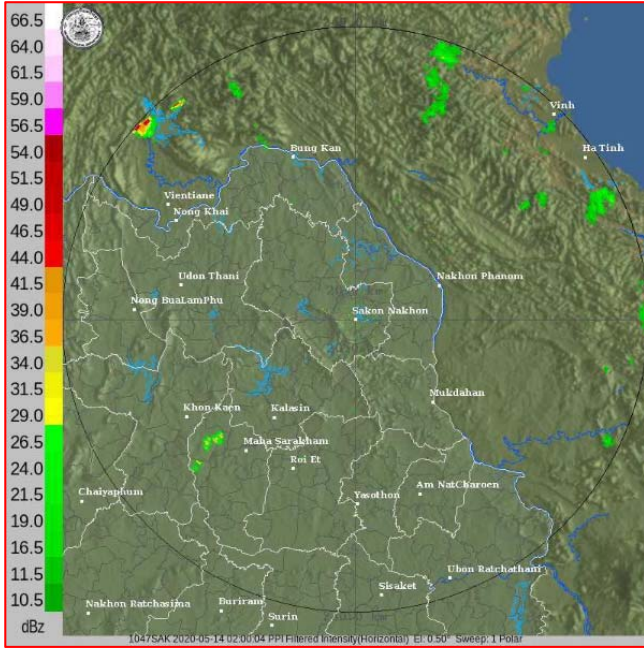 66.5
64.0
61.5
59.0
56.5
54.0
51.5
49.0
46.5
44.0
41.5
39.0
36.5
34.0
31.5
29.0
26.5
24.0
21.5
19.0
16.5
11.5
10.5
dBz
Vinh
Ha Tinh
Bung Kan
Vientiane
Nong Khai
Udon Thani
Nakhon Phanom
Nong BuaLamPhu
Sakon Nakhon
Mukdahan
Khon Kaen
Kalasin
Maha Sarakham
Roi Et
Chaiyaphum
Am NatCharoen
Yasothon
Ubon Ratchathani
Sisaket
Nakhon Ratchasima
Buriram
Surin
1047SAK 2020-05-14 02:00:04 PPI Filtered Intensity(Horizontal) El: 0.50° Sweep: 1 Polar